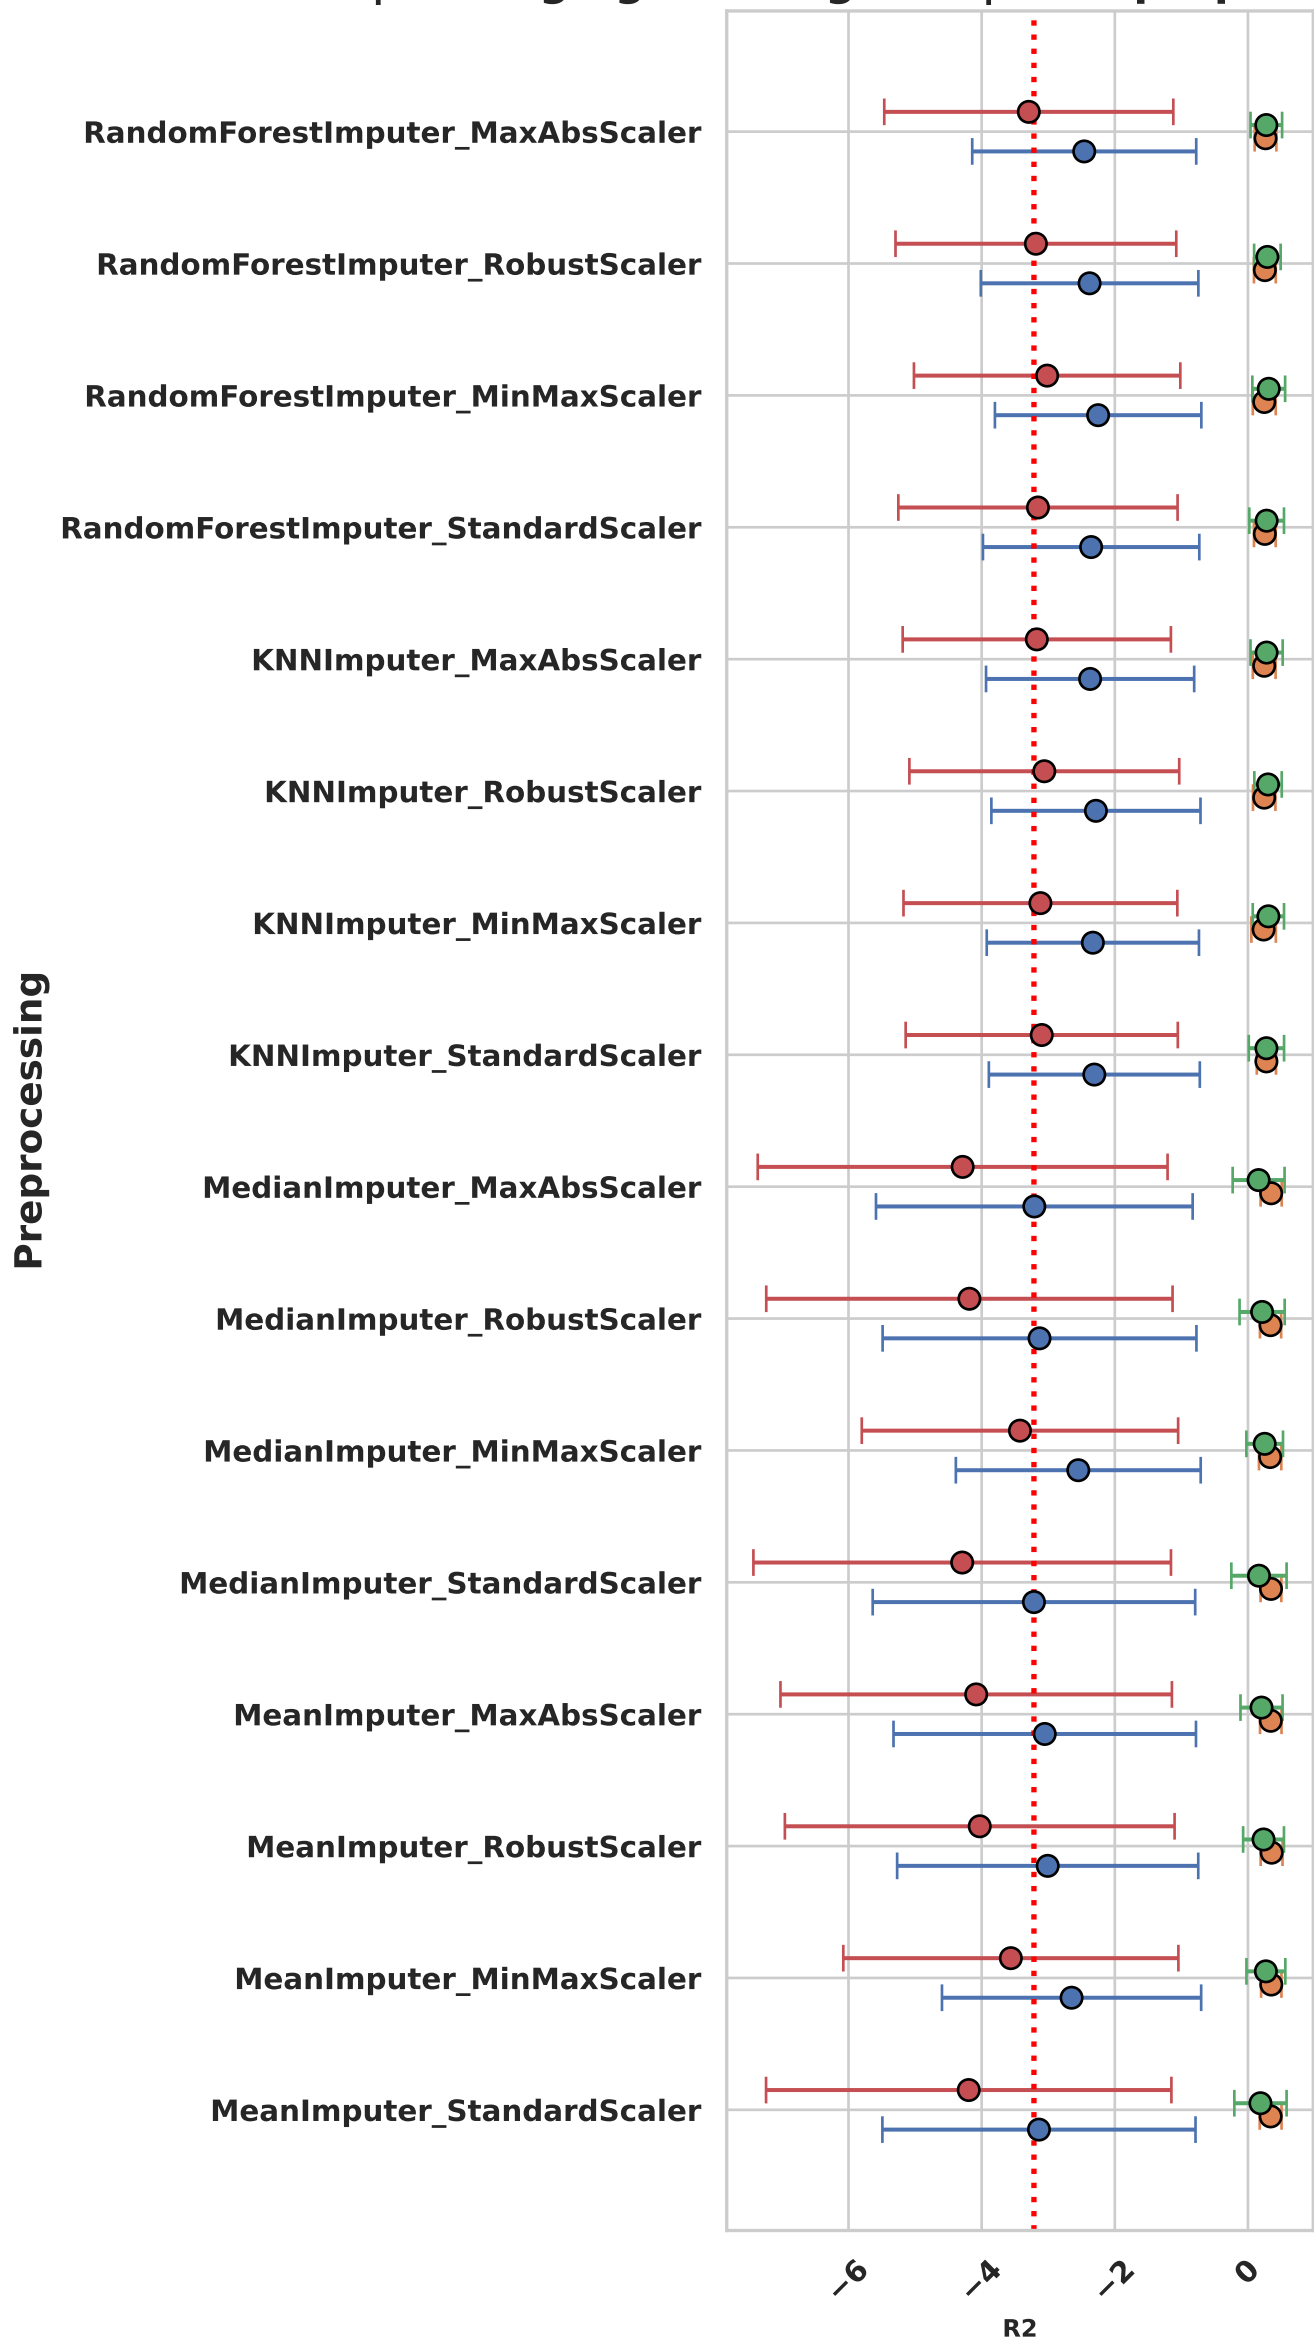 RandomForestImputer_MaxAbsScaler
RandomForestImputer_RobustScaler
RandomForestImputer_MinMaxScaler
RandomForestImputer_StandardScaler
KNNImputer_MaxAbsScaler
KNNImputer_RobustScaler
KNNImputer_MinMaxScaler
KNNImputer_StandardScaler
Preprocessing
MedianImputer_MaxAbsScaler
MedianImputer_RobustScaler
MedianImputer_MinMaxScaler
MedianImputer_StandardScaler
MeanImputer_MaxAbsScaler
MeanImputer_RobustScaler
MeanImputer_MinMaxScaler
MeanImputer_StandardScaler
−6 −4 −2 0
R2